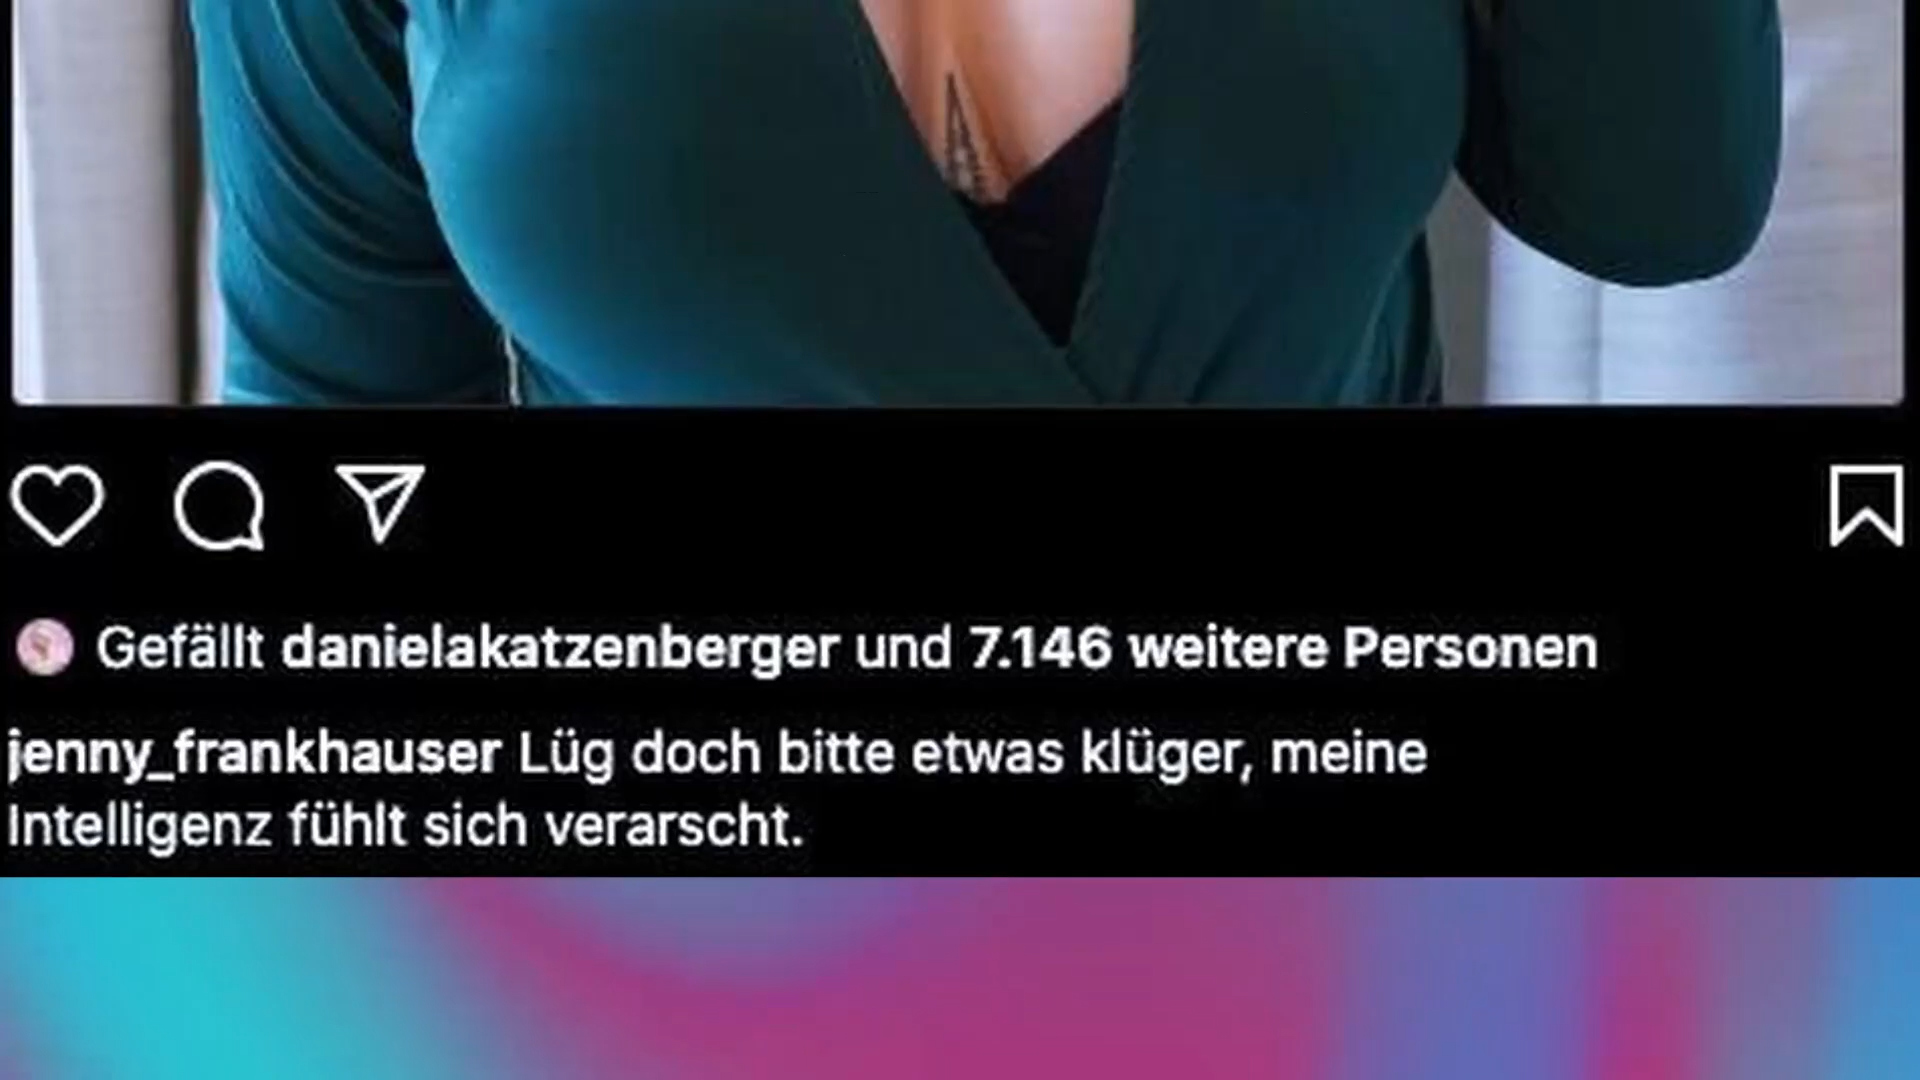 Gefällt danielakatzenberger und 7.146 weitere Personen
jenny_frankhauser Lüg doch bitte etwas klüger, meine
Intelligenz fühlt sich verarscht.